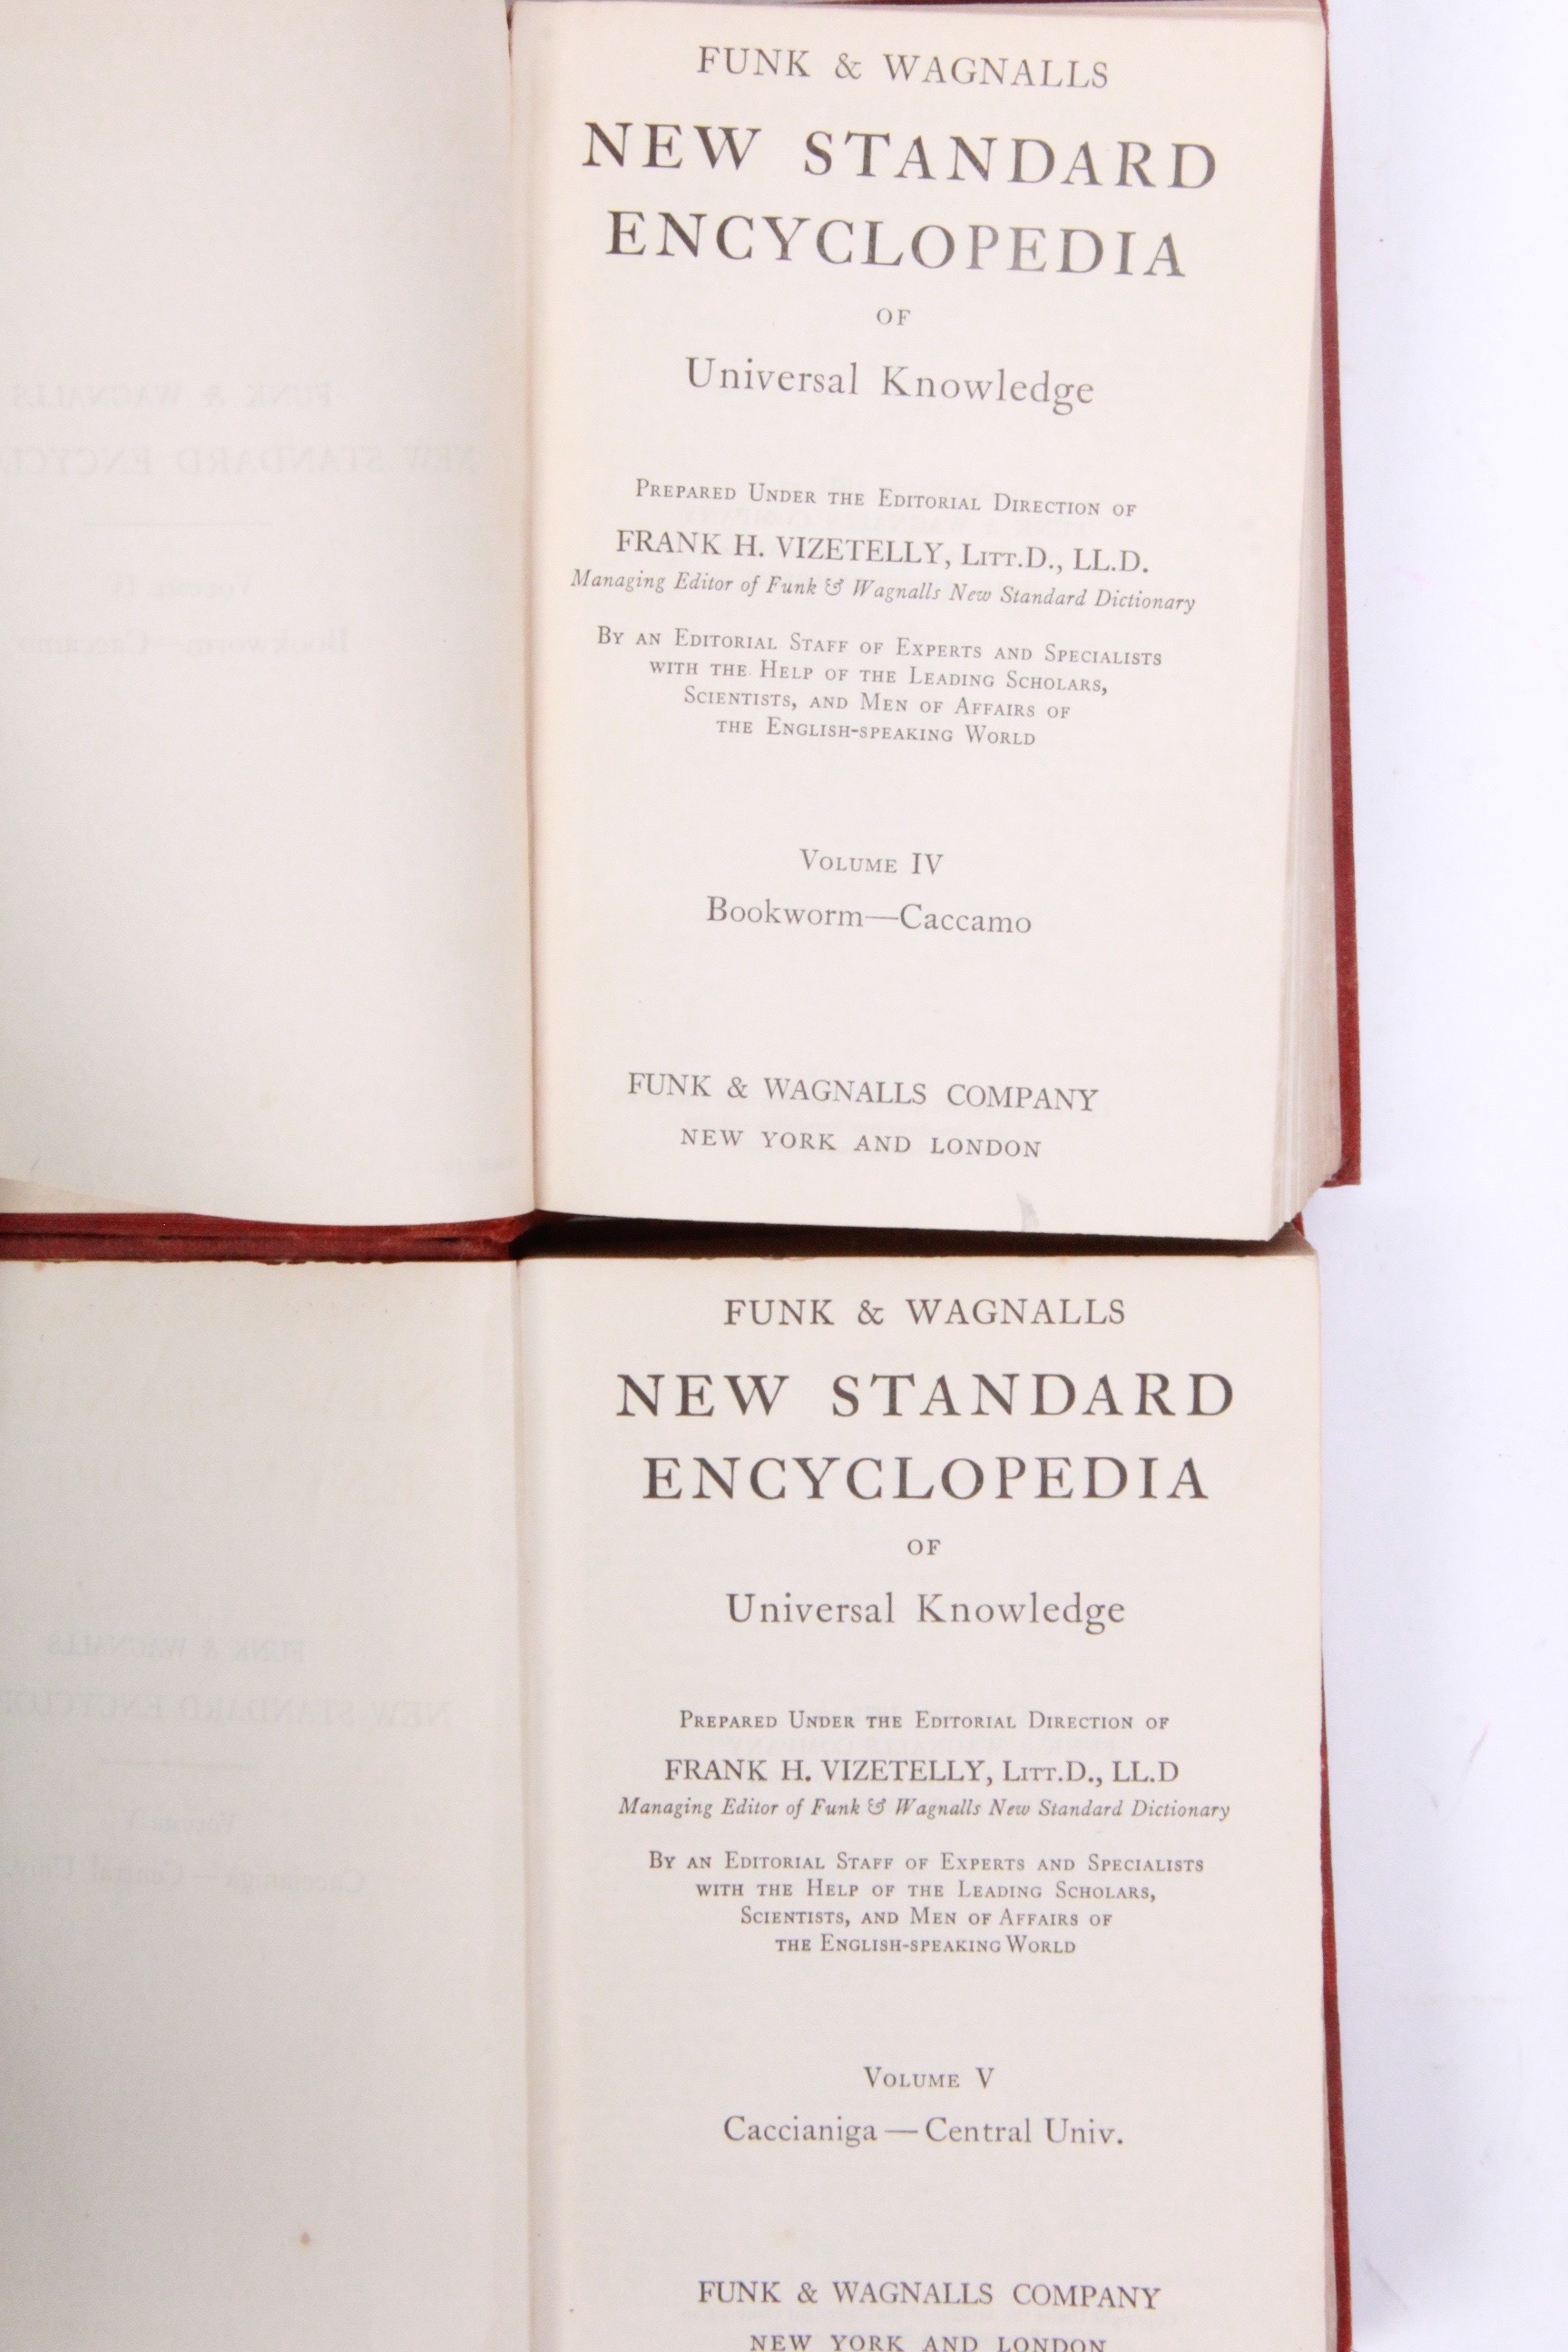 FUNK & WAGNALLS
NEW STANDARD
ENCYCLOPEDIA
OF
Universal Knowledge
PREPARED UNDER THE EDITORIAL DIRECTION OF
FRANK H. VIZETELLY, LITT.D., LL.D.
Managing Editor of Funk & Wagnalls New Standard Dictionary
BY AN EDITORIAL STAFF OF EXPERTS AND SPECIALISTS
WITH THE HELP OF THE LEADING SCHOLARS,
SCIENTISTS, AND MEN OF AFFAIRS OF
THE ENGLISH-SPEAKING WORLD
VOLUME IV
Bookworm—Caccamo
FUNK & WAGNALLS COMPANY
NEW YORK AND LONDON
FUNK & WAGNALLS
NEW STANDARD
ENCYCLOPEDIA
OF
Universal Knowledge
PREPARED UNDER THE EDITORIAL DIRECTION OF
FRANK H. VIZETELLY, LITT.D., LL.D
Managing Editor of Funk & Wagnalls New Standard Dictionary
BY AN EDITORIAL STAFF OF EXPERTS AND SPECIALISTS
WITH THE HELP OF THE LEADING SCHOLARS,
SCIENTISTS, AND MEN OF AFFAIRS OF
THE ENGLISH-SPEAKING WORLD
VOLUME V
Caccianiga — Central Univ.
FUNK & WAGNALLS COMPANY
NEW YORK AND LONDON